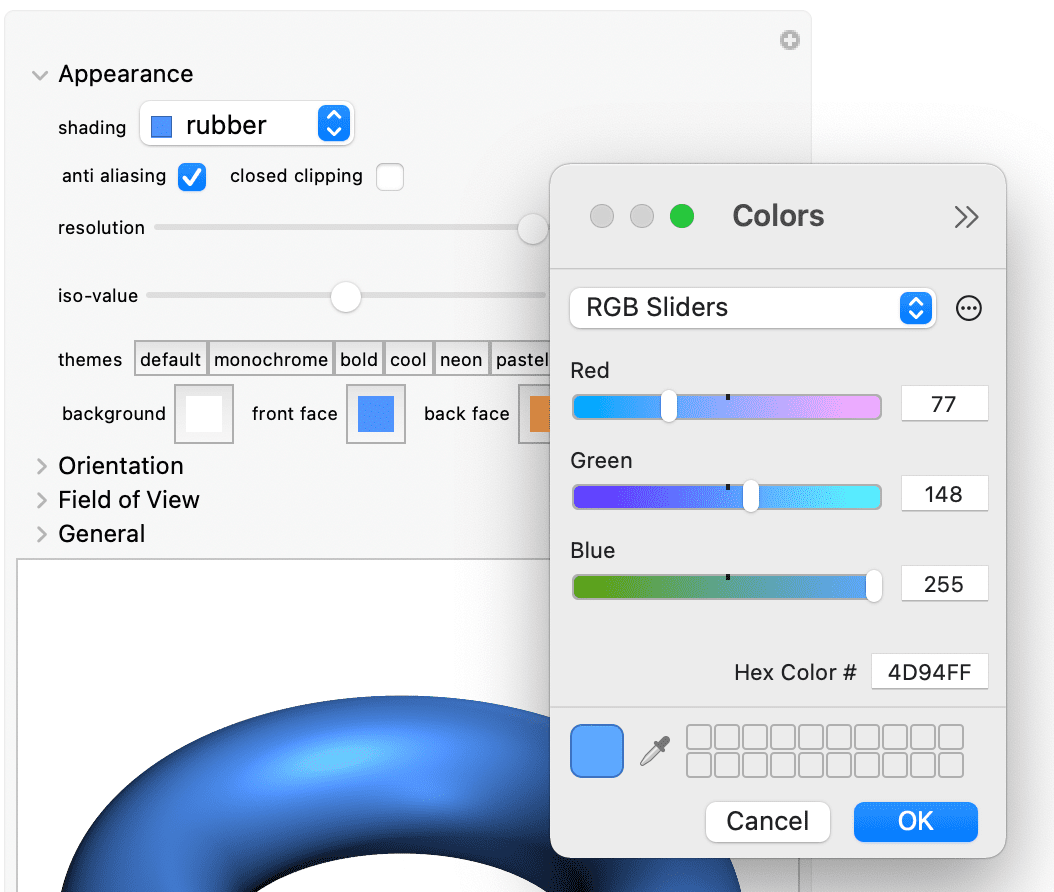 Appearance
shading rubber
anti aliasing closed clipping
resolution
iso-value
themes default monochrome bold cool neon pastel
background front face back face
Orientation
Field of View
General
Colors
RGB Sliders
Red
77
Green
148
Blue
255
Hex Color # 4D94FF
Cancel OK